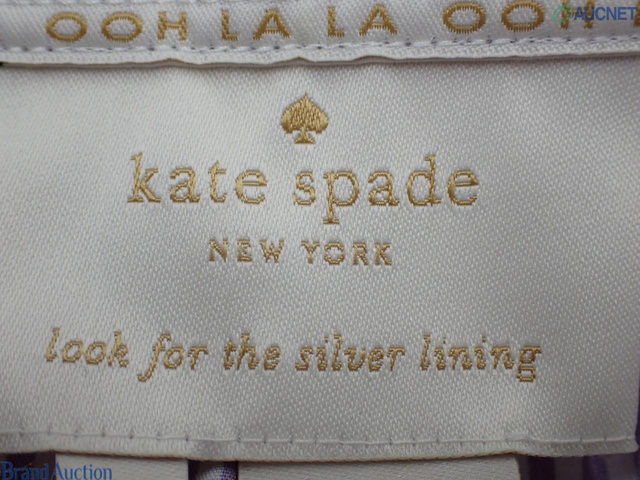 OOH LA LA OOH
AUCNET
kate spade
NEW YORK
look for the silver lining
Brand Auction